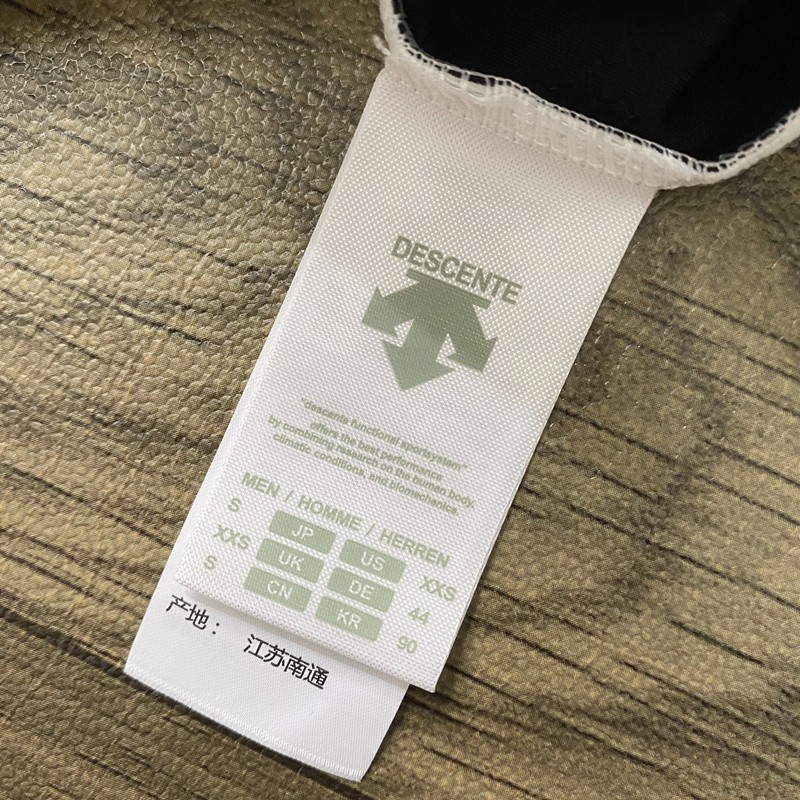 DESCENTE
"descente functional sportsystem"
offers the best performance
by combining research on the human body,
climatic conditions, and biomechanics.
MEN / HOMME / HERREN
S JP US XXS
XXS UK DE 44
S CN KR 90
产地： 江苏南通